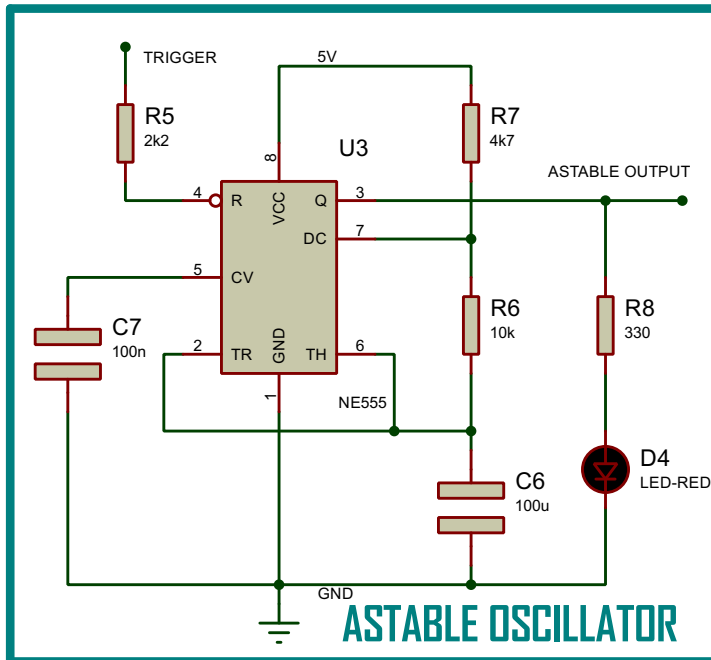 TRIGGER
5V
R5
2k2
R7
4k7
U3
ASTABLE OUTPUT
8
4
3
R
VCC
Q
7
DC
5
CV
C7
100n
R6
10k
R8
330
2
TR
GND
TH
6
1
NE555
C6
100u
D4
LED-RED
GND
ASTABLE OSCILLATOR